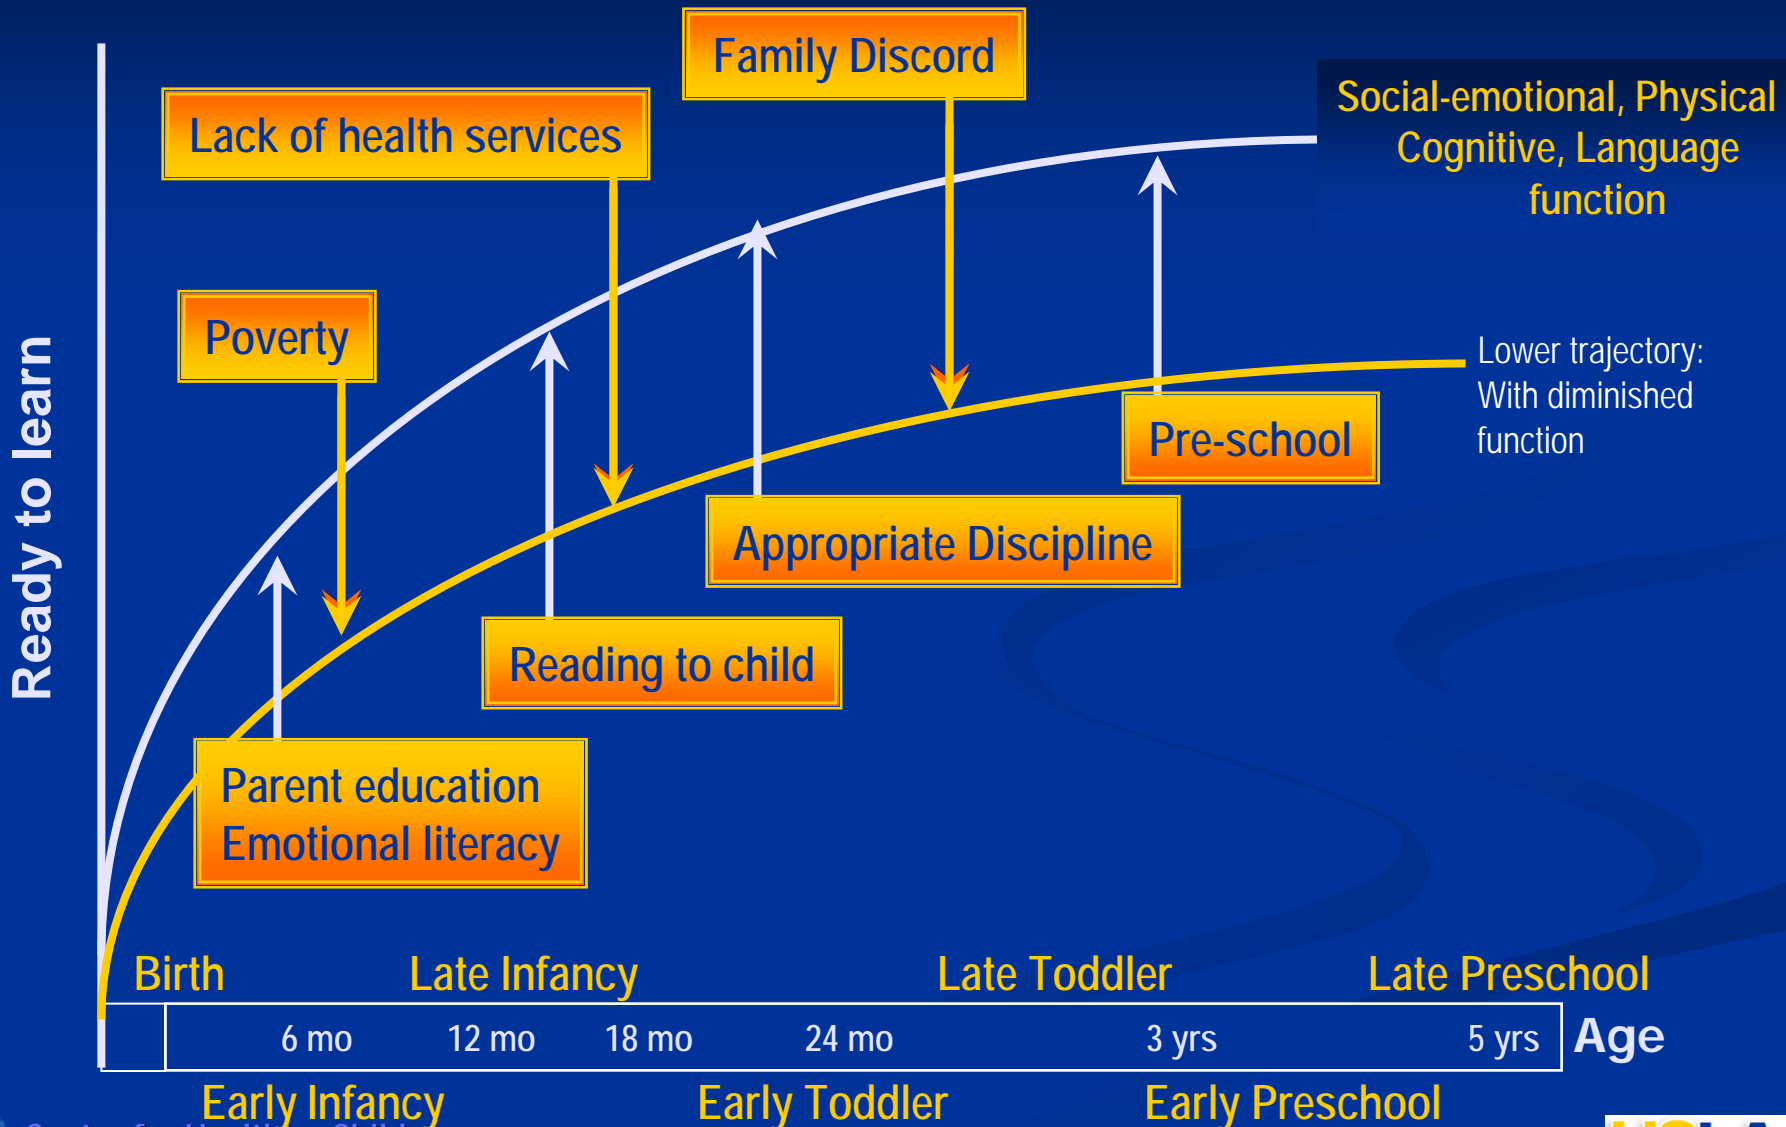 Family Discord
Social-emotional, Physical
Cognitive, Language
function
Lack of health services
Poverty
Lower trajectory:
With diminished
function
Ready to learn
Pre-school
Appropriate Discipline
Reading to child
Parent education
Emotional literacy
Birth
Late Infancy
Late Toddler
Late Preschool
6 mo
12 mo
18 mo
24 mo
3 yrs
5 yrs
Age
Early Infancy
Early Toddler
Early Preschool